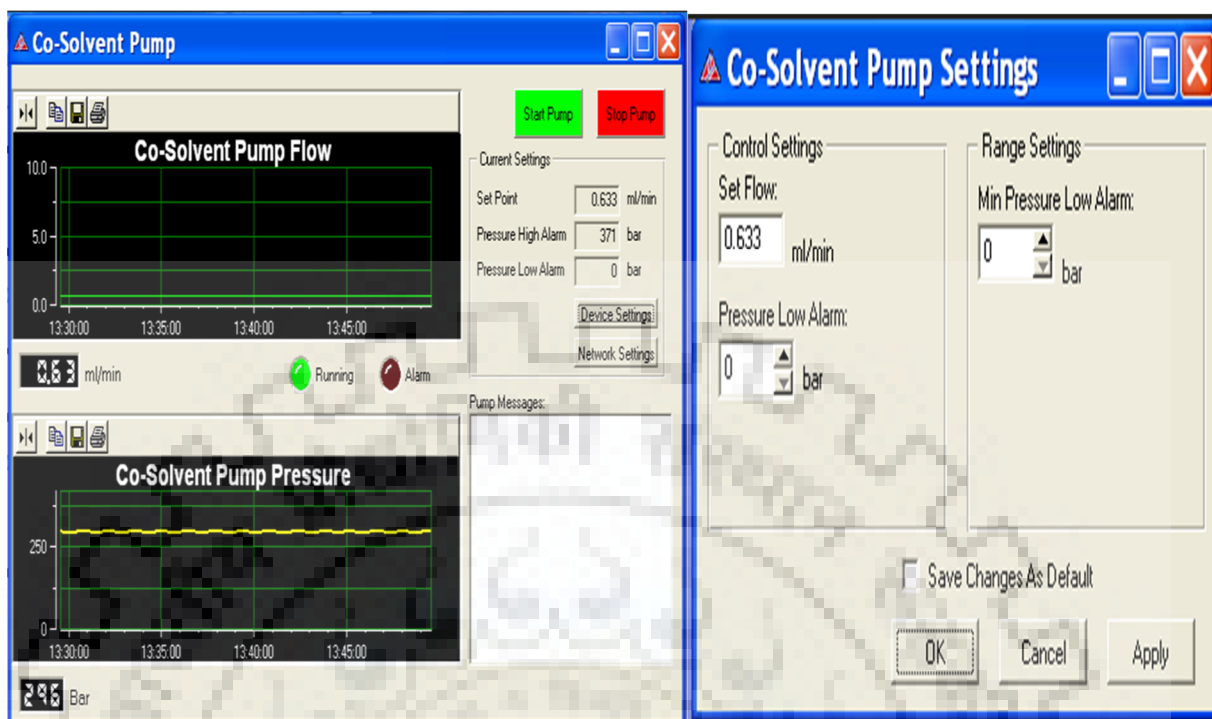 Co-Solvent Pump
Start Pump
Stop Pump
Co-Solvent Pump Flow
10.0
5.0
0.0
13:30:00 13:35:00 13:40:00 13:45:00
0.63 ml/min
Running
Alarm
Current Settings
Set Point 0.633 ml/min
Pressure High Alarm 371 bar
Pressure Low Alarm 0 bar
Device Settings
Network Settings
Pump Messages:
Co-Solvent Pump Pressure
250
0
13:30:00 13:35:00 13:40:00 13:45:00
296 Bar
Co-Solvent Pump Settings
Control Settings
Set Flow:
0.633 ml/min
Pressure Low Alarm:
0 bar
Range Settings
Min Pressure Low Alarm:
0 bar
Save Changes As Default
OK
Cancel
Apply